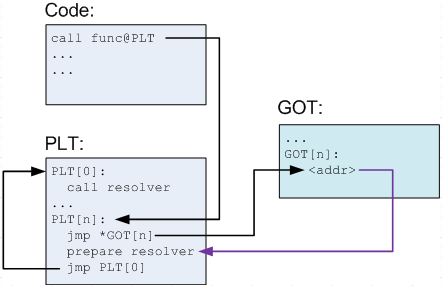 Code:
call func@PLT
...
...
GOT:
...
GOT[n]:
<addr>
PLT:
PLT[0]:
call resolver
...
PLT[n]:
jmp *GOT[n]
prepare resolver
jmp PLT[0]